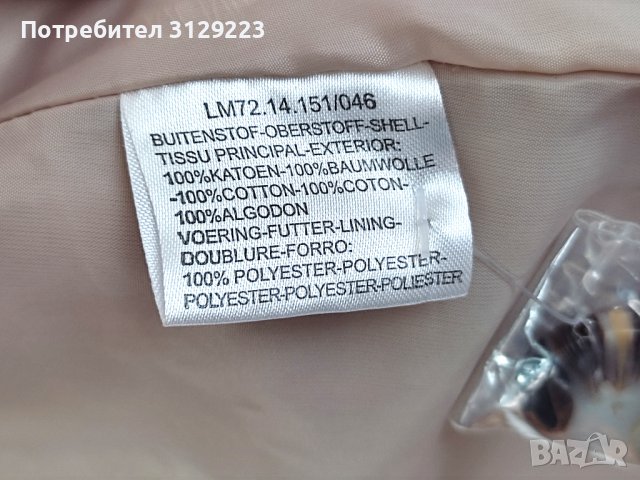 Потребител 3129223
LM72.14.151/046
BUITENSTOF-OBERSTOFF-SHELL-
TISSU PRINCIPAL-EXTERIOR:
100%KATOEN-100%BAUMWOLLE
-100%COTTON-100%COTON-
100%ALGODON
VOERING-FUTTER-LINING-
DOUBLURE-FORRO:
100% POLYESTER-POLYESTER-
POLYESTER-POLYESTER-POLIESTER
BAZAR